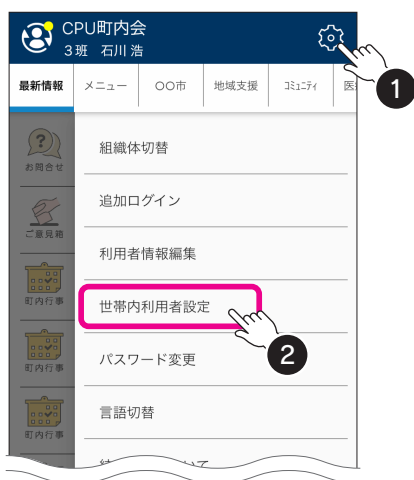 CPU町内会
3班 石川 浩
1
最新情報 メニュー 〇〇市 地域支援 コミュニティ
?
お問合せ
ご意見箱
町内行事
町内行事
町内行事
組織体切替
追加ログイン
利用者情報編集
世帯内利用者設定
2
パスワード変更
言語切替